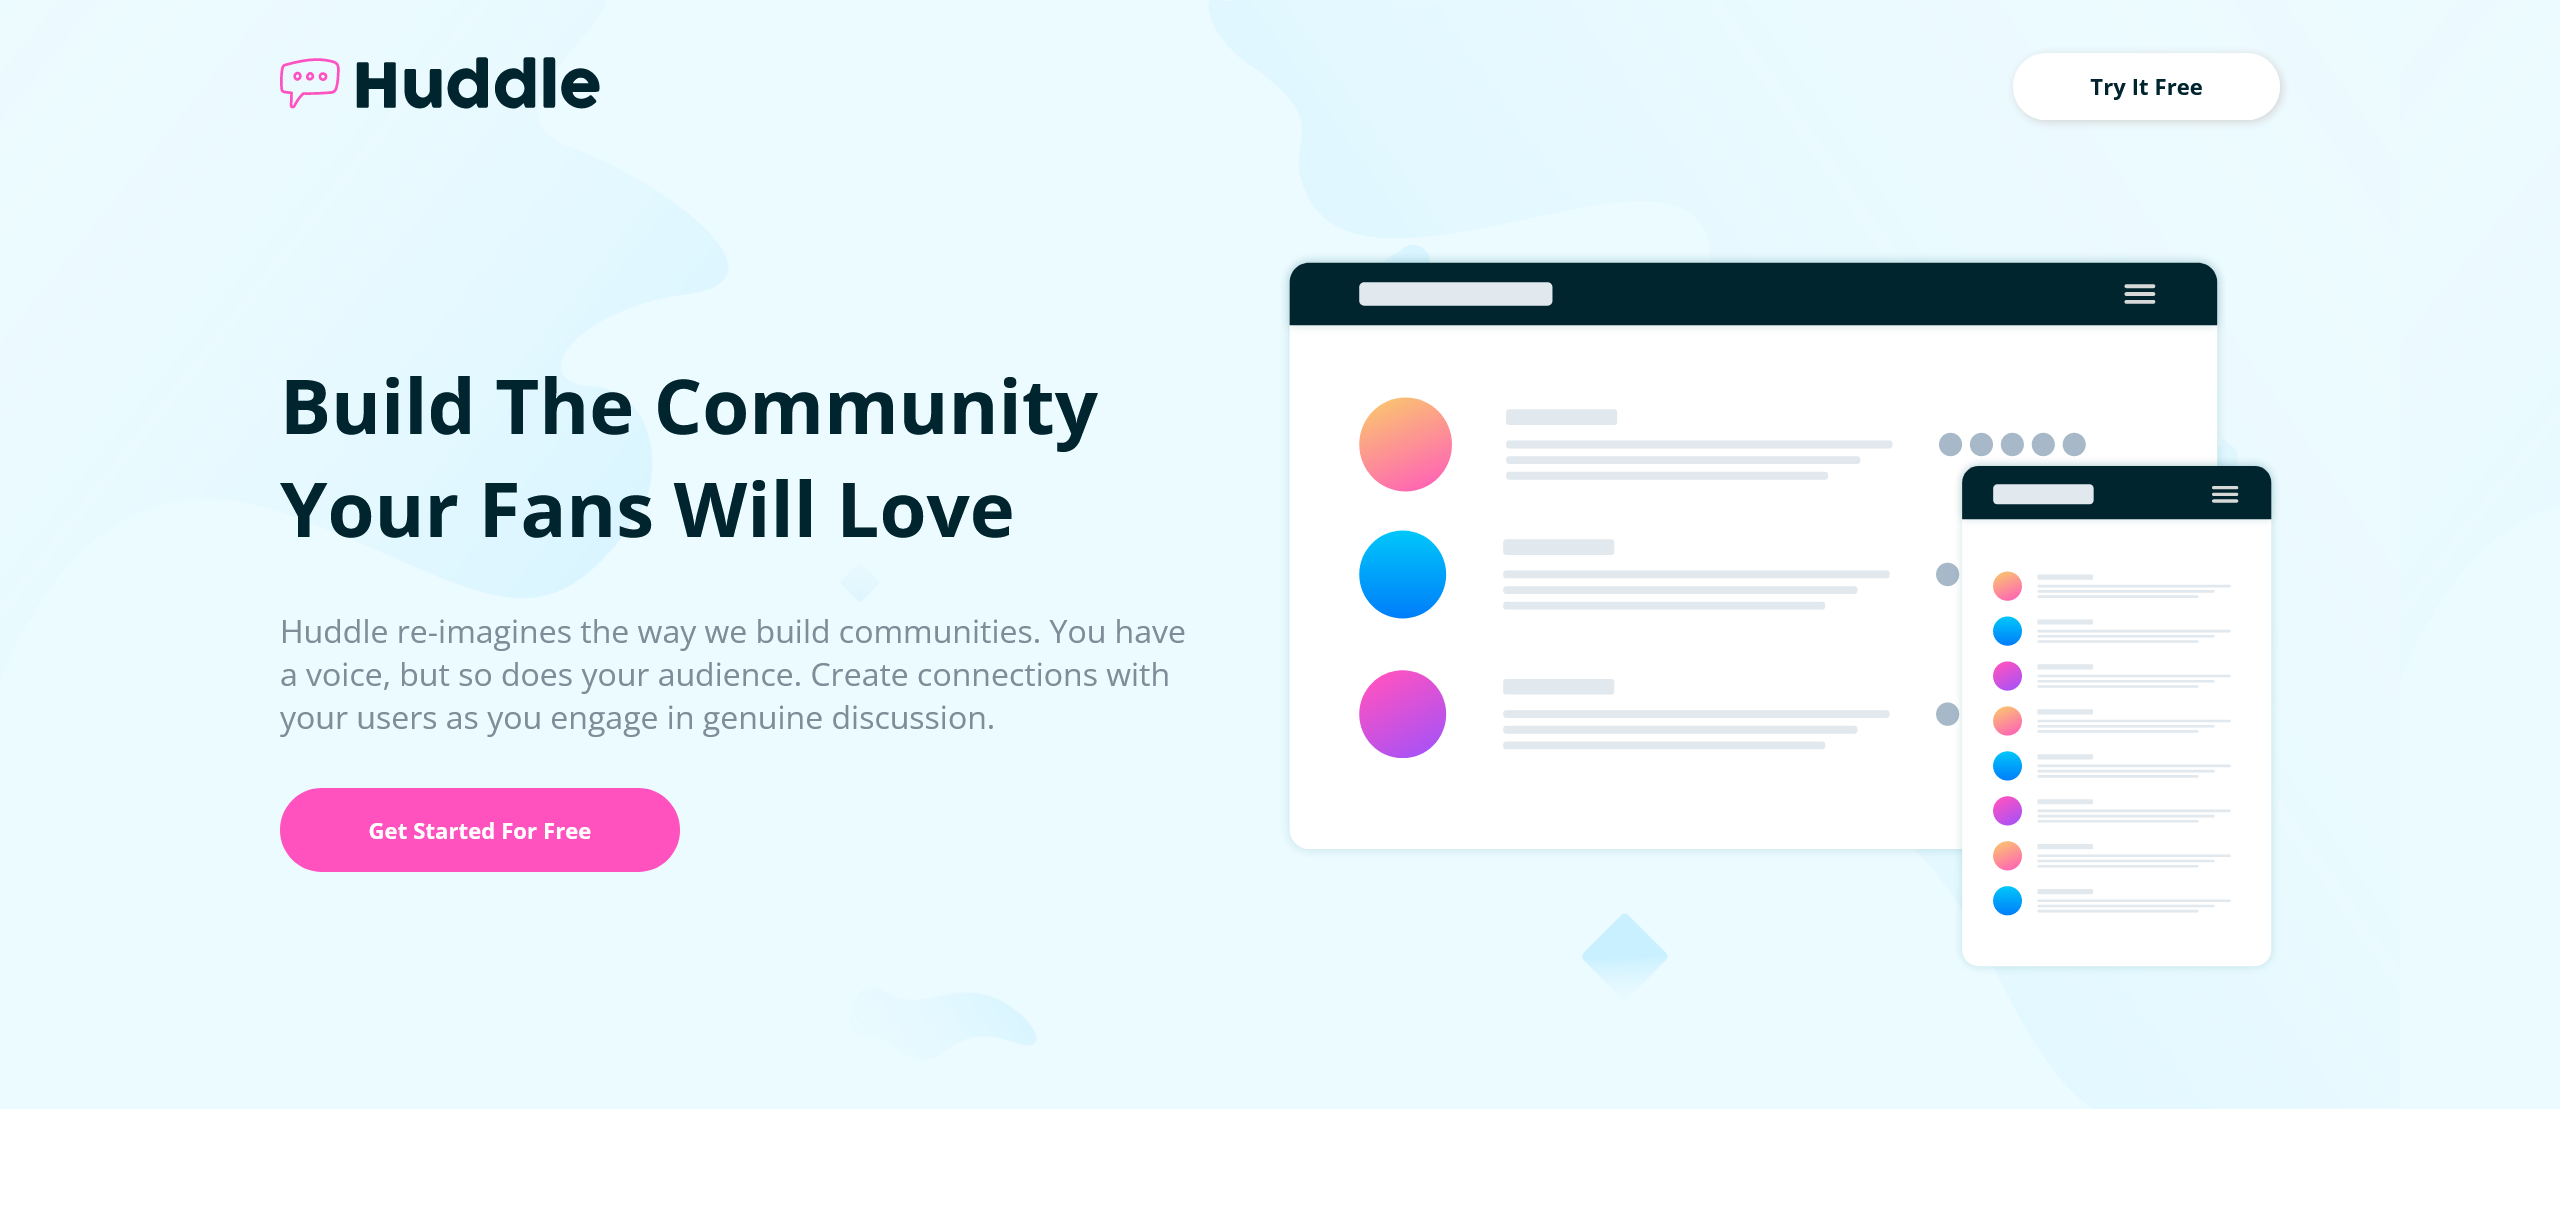 Huddle
Try It Free
Build The Community
Your Fans Will Love
Huddle re-imagines the way we build communities. You have
a voice, but so does your audience. Create connections with
your users as you engage in genuine discussion.
Get Started For Free